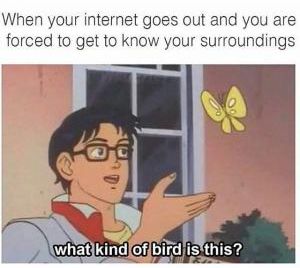 When your internet goes out and you are
forced to get to know your surroundings
what kind of bird is this?